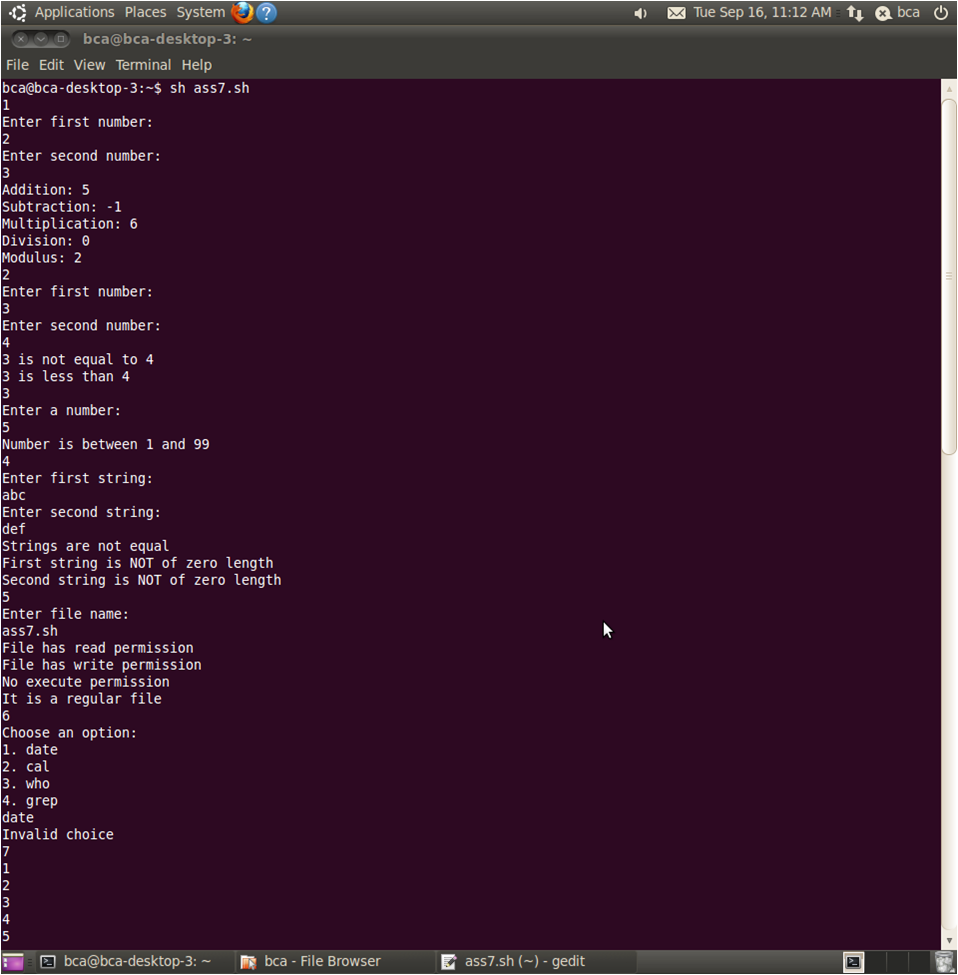 Applications Places System Tue Sep 16, 11:12 AM bca
bca@bca-desktop-3: ~
File Edit View Terminal Help
bca@bca-desktop-3:~$ sh ass7.sh
1
Enter first number:
2
Enter second number:
3
Addition: 5
Subtraction: -1
Multiplication: 6
Division: 0
Modulus: 2
2
Enter first number:
3
Enter second number:
4
3 is not equal to 4
3 is less than 4
3
Enter a number:
5
Number is between 1 and 99
4
Enter first string:
abc
Enter second string:
def
Strings are not equal
First string is NOT of zero length
Second string is NOT of zero length
5
Enter file name:
ass7.sh
File has read permission
File has write permission
No execute permission
It is a regular file
6
Choose an option:
1. date
2. cal
3. who
4. grep
date
Invalid choice
7
1
2
3
4
5
bca@bca-desktop-3: ~ bca - File Browser ass7.sh (~) - gedit